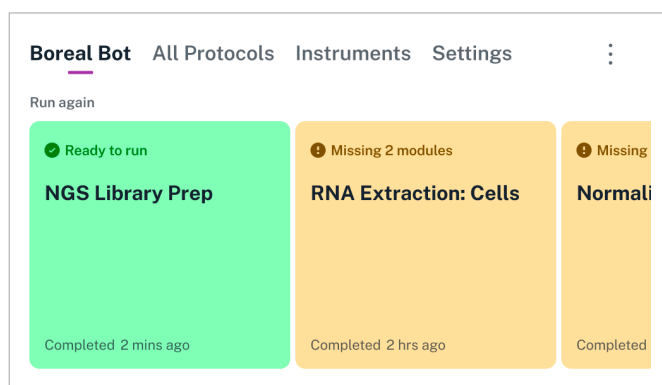 Boreal Bot All Protocols Instruments Settings
Run again
Ready to run
NGS Library Prep
Completed 2 mins ago
Missing 2 modules
RNA Extraction: Cells
Completed 2 hrs ago
Missing
Normali
Completed